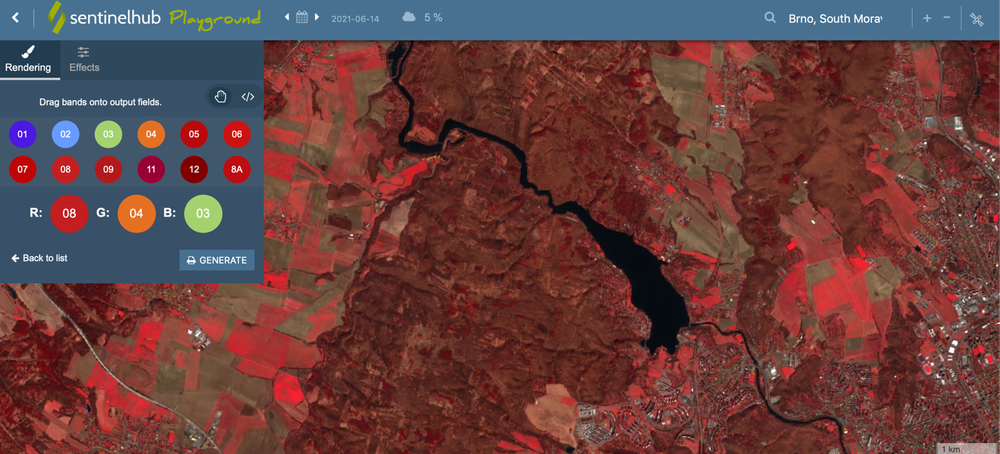 sentinelhub Playground
2021-06-14
5 %
Brno, South Morav
Rendering
Effects
Drag bands onto output fields.
</>
01 02 03 04 05 06
07 08 09 11 12 8A
R: 08 G: 04 B: 03
Back to list
GENERATE
1 km